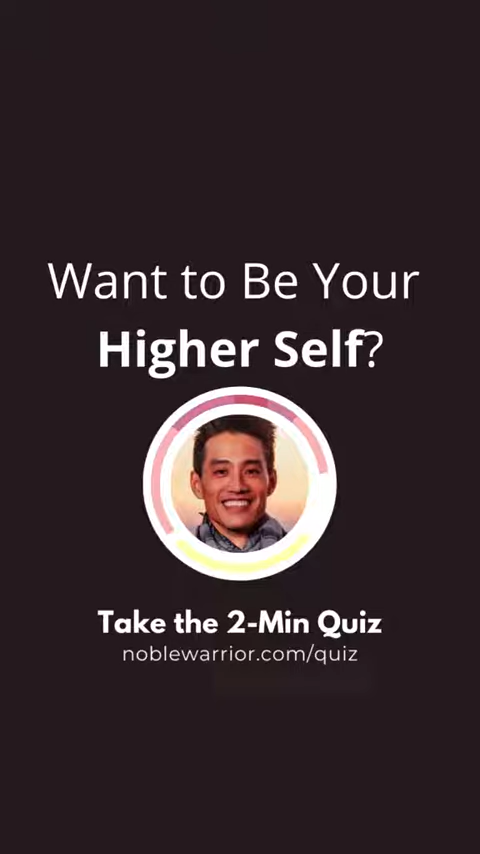 Want to Be Your
Higher Self?
Take the 2-Min Quiz
noblewarrior.com/quiz